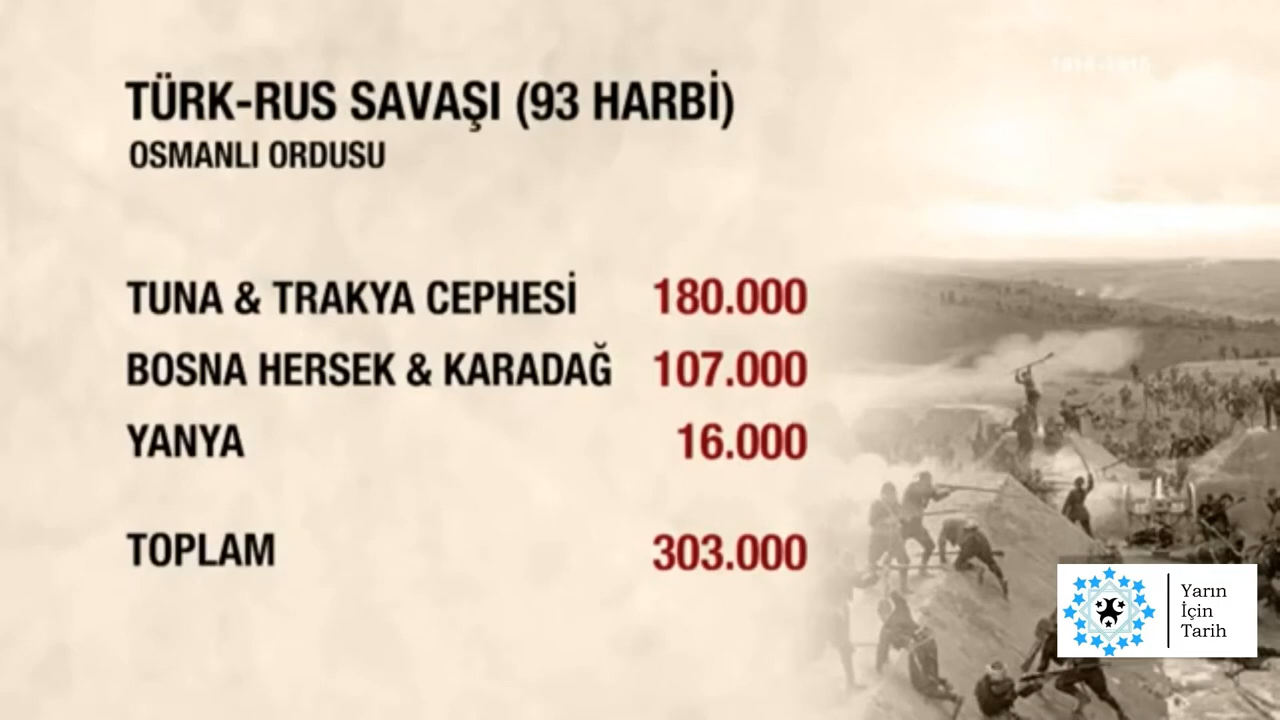 TÜRK-RUS SAVAŞI (93 HARBİ)
OSMANLI ORDUSU
TUNA & TRAKYA CEPHESİ 180.000
BOSNA HERSEK & KARADAĞ 107.000
YANYA 16.000
TOPLAM 303.000
Yarın
İçin
Tarih